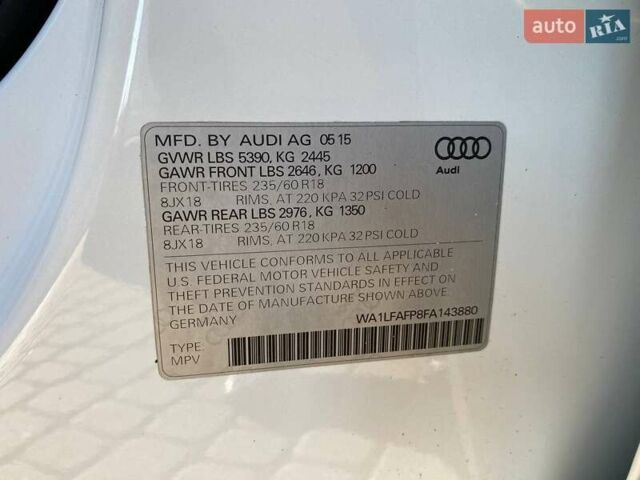 auto RIA.com
MFD. BY AUDI AG 05 15
GVWR LBS 5390, KG 2445
GAWR FRONT LBS 2646, KG 1200
FRONT-TIRES 235/60 R18
8JX18 RIMS, AT 220 KPA 32 PSI COLD
GAWR REAR LBS 2976, KG 1350
REAR-TIRES 235/60 R18
8JX18 RIMS, AT 220 KPA 32 PSI COLD
Audi
THIS VEHICLE CONFORMS TO ALL APPLICABLE
U.S. FEDERAL MOTOR VEHICLE SAFETY AND
THEFT PREVENTION STANDARDS IN EFFECT ON
THE DATE OF MANUFACTURE SHOWN ABOVE.
GERMANY
WA1LFAFP8FA143880
TYPE:
MPV